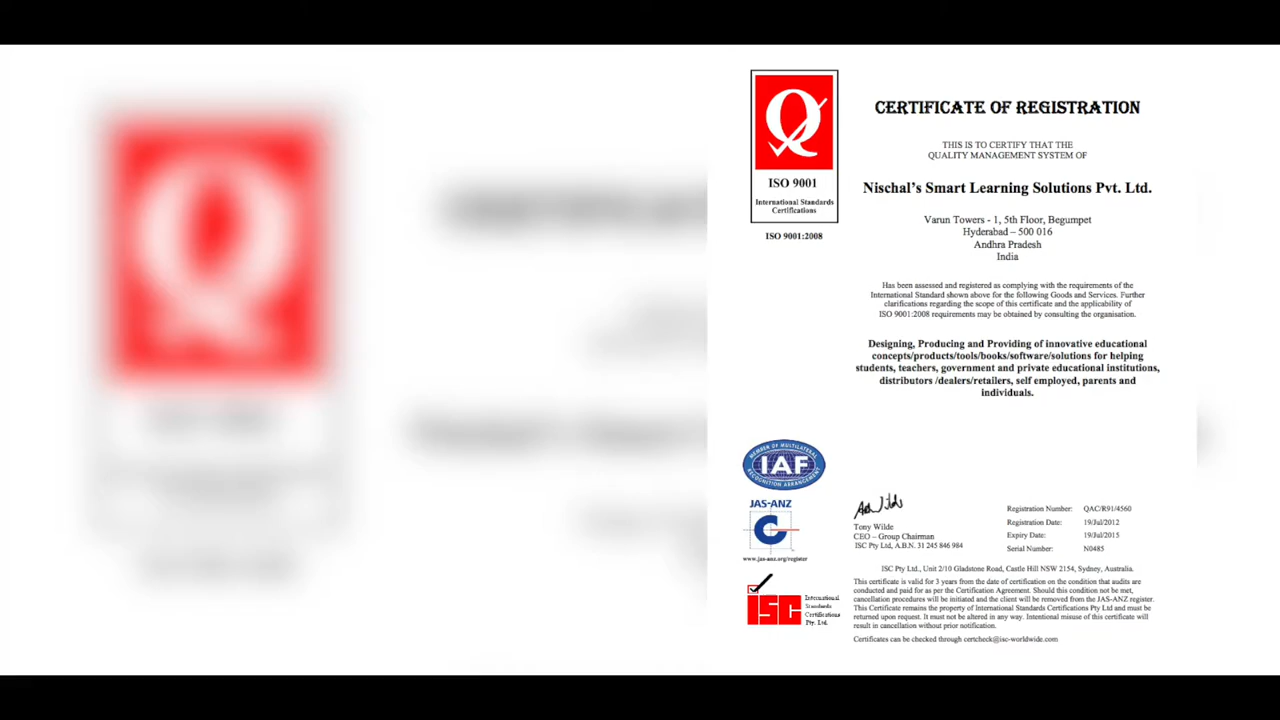 Q
ISO 9001
International Standards
Certifications
ISO 9001:2008
CERTIFICATE OF REGISTRATION
THIS IS TO CERTIFY THAT THE
QUALITY MANAGEMENT SYSTEM OF
Nischal's Smart Learning Solutions Pvt. Ltd.
Varun Towers - 1, 5th Floor, Begumpet
Hyderabad – 500 016
Andhra Pradesh
India
Has been assessed and registered as complying with the requirements of the
International Standard shown above for the following Goods and Services. Further
clarifications regarding the scope of this certificate and the applicability of
ISO 9001:2008 requirements may be obtained by consulting the organisation.
Designing, Producing and Providing of innovative educational
concepts/products/tools/books/software/solutions for helping
students, teachers, government and private educational institutions,
distributors /dealers/retailers, self employed, parents and
individuals.
MEMBER OF MULTILATERAL
IAF
RECOGNITION ARRANGEMENT
JAS-ANZ
www.jas-anz.org/register
ISC
International
Standards
Certifications
Pty. Ltd.
Tony Wilde
CEO – Group Chairman
ISC Pty Ltd, A.B.N. 31 245 846 984
Registration Number: QAC/R91/4560
Registration Date: 19/Jul/2012
Expiry Date: 19/Jul/2015
Serial Number: N0485
ISC Pty Ltd., Unit 2/10 Gladstone Road, Castle Hill NSW 2154, Sydney, Australia.
This certificate is valid for 3 years from the date of certification on the condition that audits are
conducted and paid for as per the Certification Agreement. Should this condition not be met,
cancellation procedures will be initiated and the client will be removed from the JAS-ANZ register.
This Certificate remains the property of International Standards Certifications Pty Ltd and must be
returned upon request. It must not be altered in any way. Intentional misuse of this certificate will
result in cancellation without prior notification.
Certificates can be checked through certcheck@isc-worldwide.com